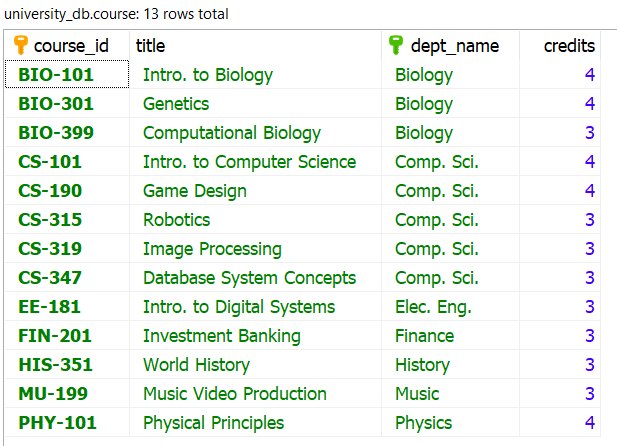 university_db.course: 13 rows total
course_id title dept_name credits
BIO-101 Intro. to Biology Biology 4
BIO-301 Genetics Biology 4
BIO-399 Computational Biology Biology 3
CS-101 Intro. to Computer Science Comp. Sci. 4
CS-190 Game Design Comp. Sci. 4
CS-315 Robotics Comp. Sci. 3
CS-319 Image Processing Comp. Sci. 3
CS-347 Database System Concepts Comp. Sci. 3
EE-181 Intro. to Digital Systems Elec. Eng. 3
FIN-201 Investment Banking Finance 3
HIS-351 World History History 3
MU-199 Music Video Production Music 3
PHY-101 Physical Principles Physics 4